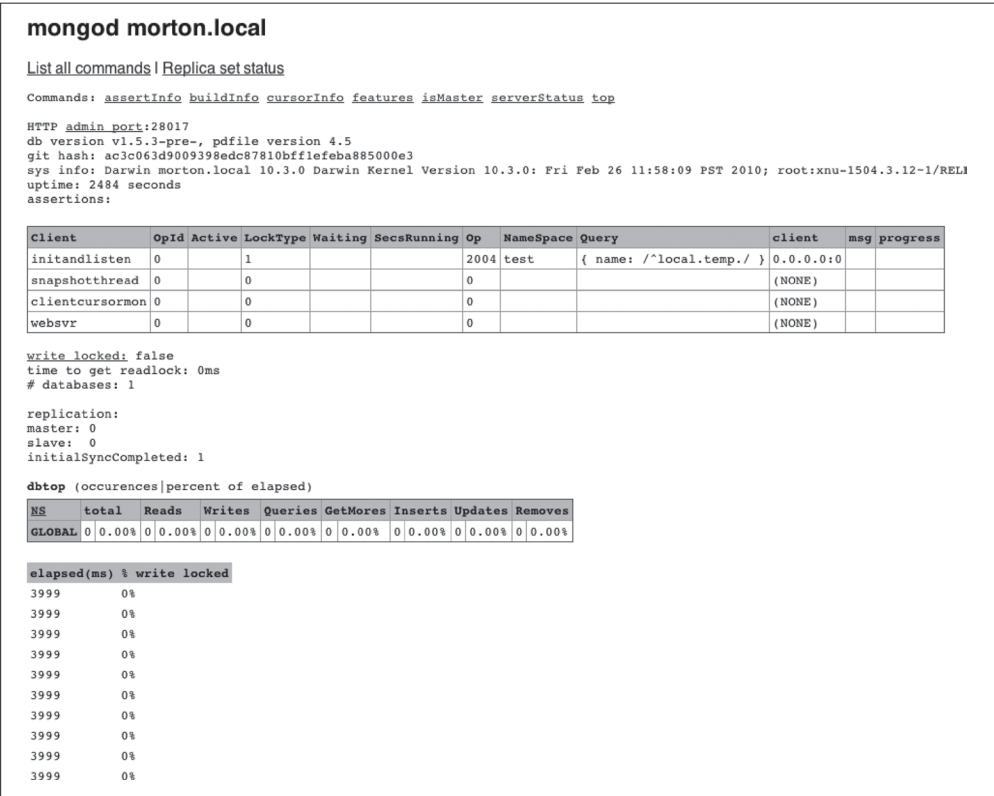 mongod morton.local
List all commands | Replica set status
Commands: assertInfo buildInfo cursorInfo features isMaster serverStatus top
HTTP admin port:28017
db version v1.5.3-pre-, pdfile version 4.5
git hash: ac3c063d9009398edc87810bff1efeba885000e3
sys info: Darwin morton.local 10.3.0 Darwin Kernel Version 10.3.0: Fri Feb 26 11:58:09 PST 2010; root:xnu-1504.3.12~1/REL
uptime: 2484 seconds
assertions:
Client OpId Active LockType Waiting SecsRunning Op NameSpace Query client msg progress
initandlisten 0 1 2004 test { name: /^local.temp./ } 0.0.0.0:0
snapshotthread 0 0 0 (NONE)
clientcursormon 0 0 0 (NONE)
websvr 0 0 0 (NONE)
write locked: false
time to get readlock: 0ms
# databases: 1
replication:
master: 0
slave: 0
initialSyncCompleted: 1
dbtop (occurences|percent of elapsed)
NS total Reads Writes Queries GetMores Inserts Updates Removes
GLOBAL 0 0.00% 0 0.00% 0 0.00% 0 0.00% 0 0.00% 0 0.00% 0 0.00% 0 0.00%
elapsed(ms) % write locked
3999 0%
3999 0%
3999 0%
3999 0%
3999 0%
3999 0%
3999 0%
3999 0%
3999 0%
3999 0%